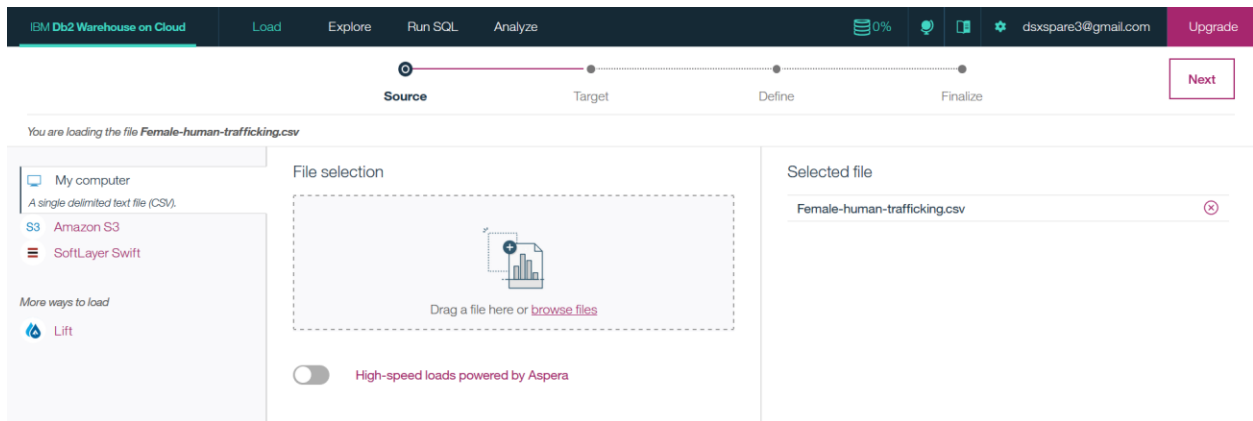 IBM Db2 Warehouse on Cloud Load Explore Run SQL Analyze 0% dsxspare3@gmail.com Upgrade
Source Target Define Finalize Next
You are loading the file Female-human-trafficking.csv
My computer
A single delimited text file (CSV).
S3 Amazon S3
SoftLayer Swift
More ways to load
Lift
File selection
Drag a file here or browse files
High-speed loads powered by Aspera
Selected file
Female-human-trafficking.csv